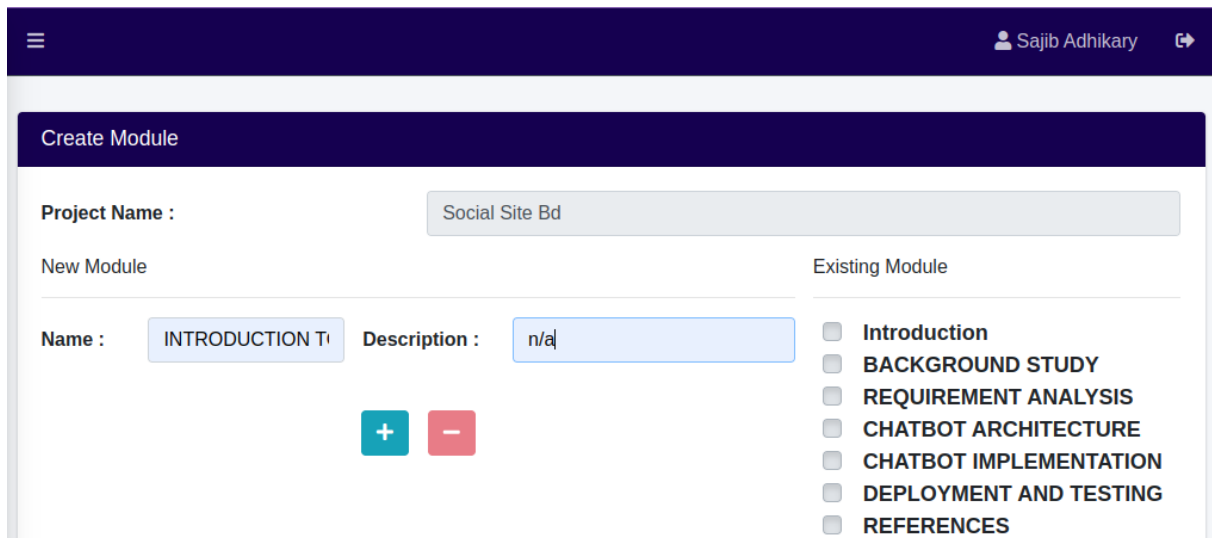 Sajib Adhikary
Create Module
Project Name :
Social Site Bd
New Module
Existing Module
Name :
INTRODUCTION
Description :
n/a
Introduction
BACKGROUND STUDY
REQUIREMENT ANALYSIS
CHATBOT ARCHITECTURE
CHATBOT IMPLEMENTATION
DEPLOYMENT AND TESTING
REFERENCES